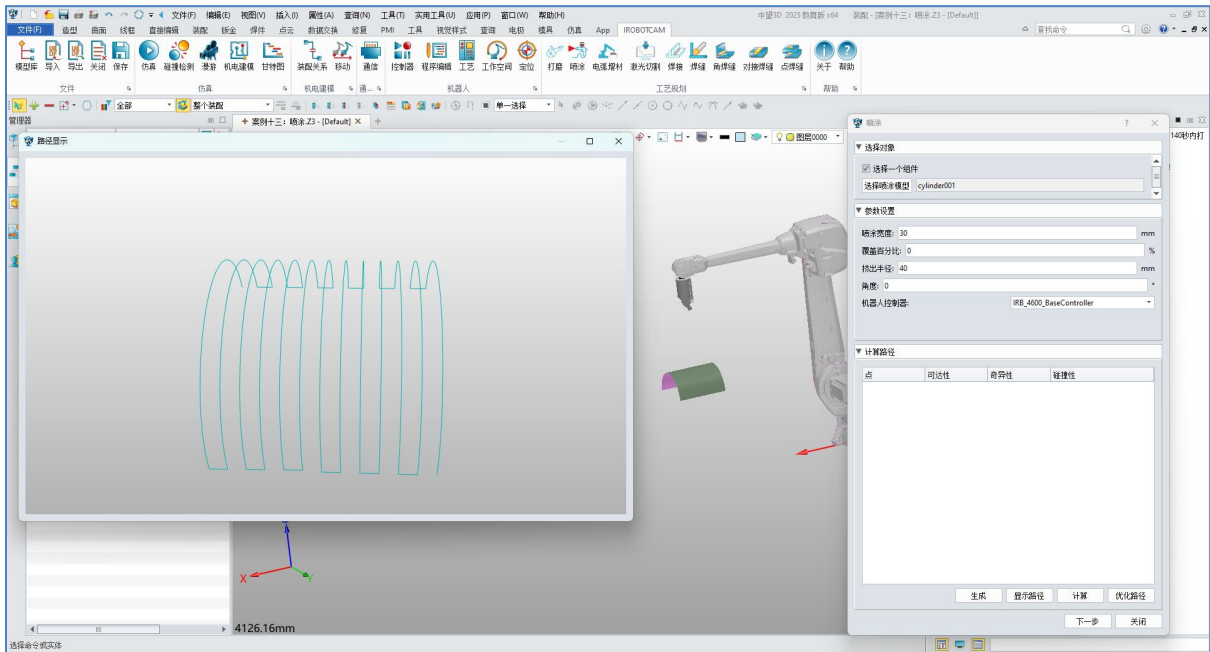 文件(F) 编辑(E) 视图(V) 插入(I) 属性(A) 查询(N) 工具(T) 实用工具(U) 应用(P) 窗口(W) 帮助(H) 中望3D 2025 教育版 x64 装配 - [案例十三：喷涂.Z3 - [Default]]
文件(F) 造型 曲面 线框 直接编辑 装配 钣金 焊件 点云 数据交换 修复 PMI 工具 视觉样式 查询 电极 模具 仿真 App IROBOTCAM 查找命令
模型库 导入 导出 关闭 保存 仿真 碰撞检测 漫游 机电建模 甘特图 装配关系 移动 通信 控制器 程序编辑 工艺 工作空间 定位 打磨 喷涂 电弧增材 激光切割 焊接 焊缝 角焊缝 对接焊缝 点焊缝 关于 帮助
文件 仿真 机电建模 通... 机器人 工艺规划 帮助
全部 整个装配 单一选择
管理器 + 案例十三：喷涂.Z3 - [Default] × +
喷涂 ? ×
路径显示
图层0000
140秒内打
选择对象
选择一个组件
选择喷涂模型 cylinder001
参数设置
喷涂宽度: 30 mm
覆盖百分比: 0 %
挤出半径: 40 mm
角度: 0 °
机器人控制器: IRB_4600_BaseController
计算路径
点 可达性 奇异性 碰撞性
生成 显示路径 计算 优化路径
下一步 关闭
X Y
4126.16mm
选择命令或实体